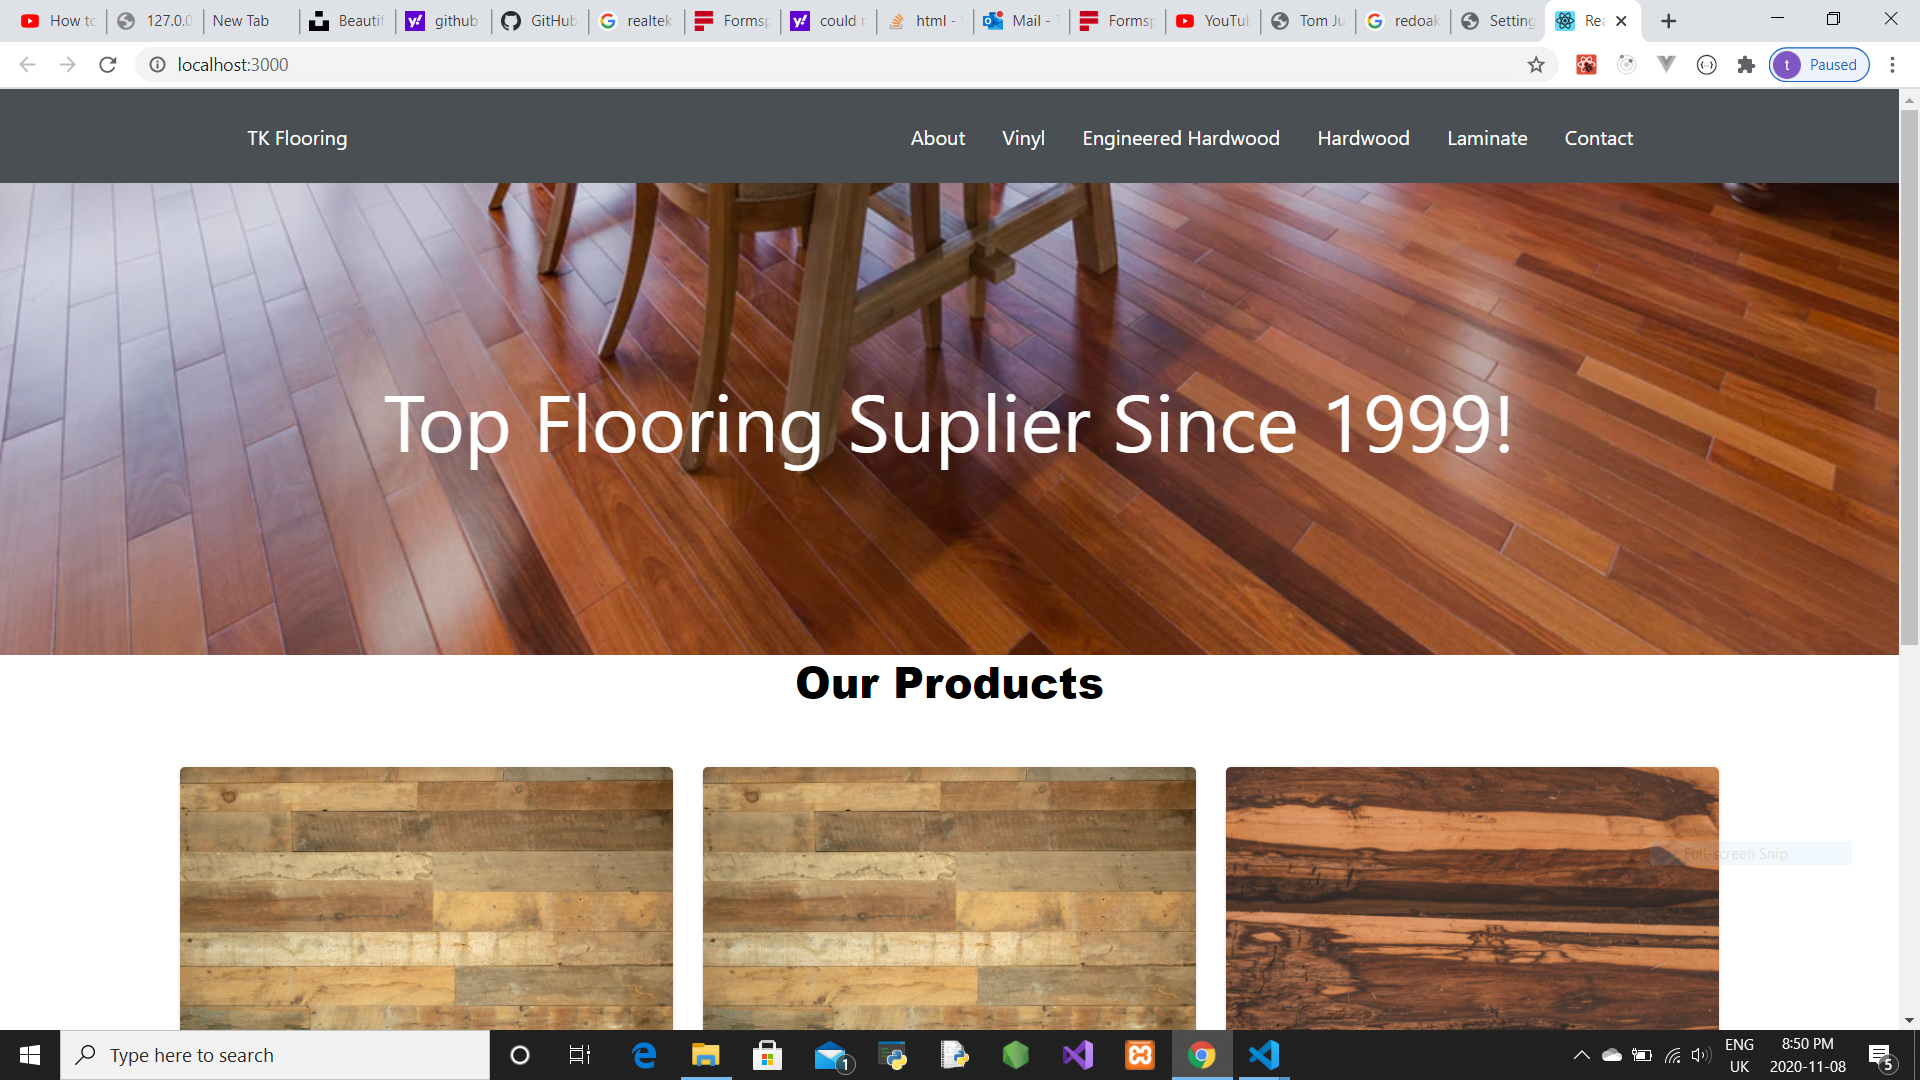 How to
127.0.0
New Tab
Beautif
github
GitHub
realtek
Formsp
could n
html -
Mail - T
Formsp
YouTub
Tom Ju
redoak
Setting
Rea
localhost:3000
t Paused
TK Flooring
About Vinyl Engineered Hardwood Hardwood Laminate Contact
Top Flooring Suplier Since 1999!
Our Products
Full-screen Snip
Type here to search
1
ENG
UK
8:50 PM
2020-11-08
5